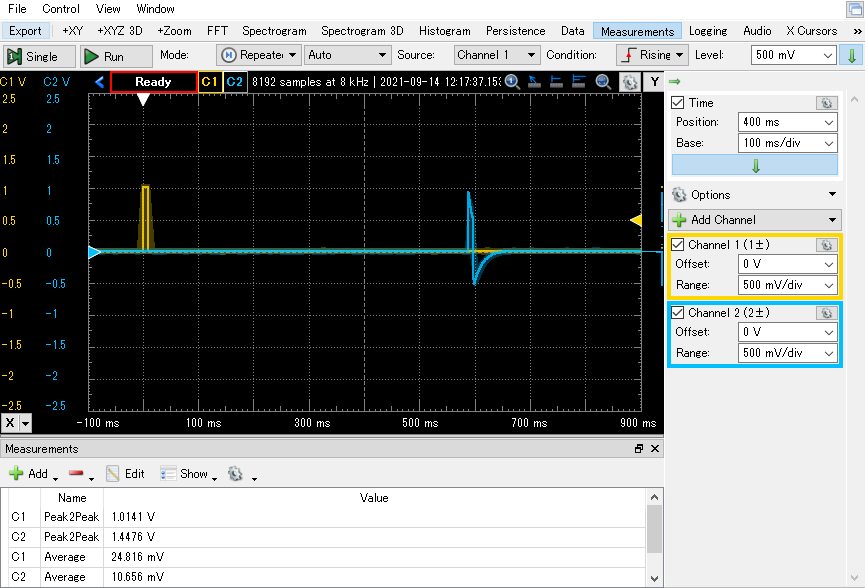 File Control View Window
Export +XY +XYZ 3D +Zoom FFT Spectrogram Spectrogram 3D Histogram Persistence Data Measurements Logging Audio X Cursors »
Single Run Mode: Repeate Auto Source: Channel 1 Condition: Rising Level: 500 mV
C1 V C2 V Ready C1 C2 8192 samples at 8 kHz | 2021-09-14 12:17:37.15 Y
2.5 2.5
2 2
1.5 1.5
1 1
0.5 0.5
0 0
-0.5 -0.5
-1 -1
-1.5 -1.5
-2 -2
-2.5 -2.5
X -100 ms 100 ms 300 ms 500 ms 700 ms 900 ms
Time
Position: 400 ms
Base: 100 ms/div
Options
Add Channel
Channel 1 (1±)
Offset: 0 V
Range: 500 mV/div
Channel 2 (2±)
Offset: 0 V
Range: 500 mV/div
Measurements
Add Edit Show
Name Value
C1 Peak2Peak 1.0141 V
C2 Peak2Peak 1.4476 V
C1 Average 24.816 mV
C2 Average 10.656 mV